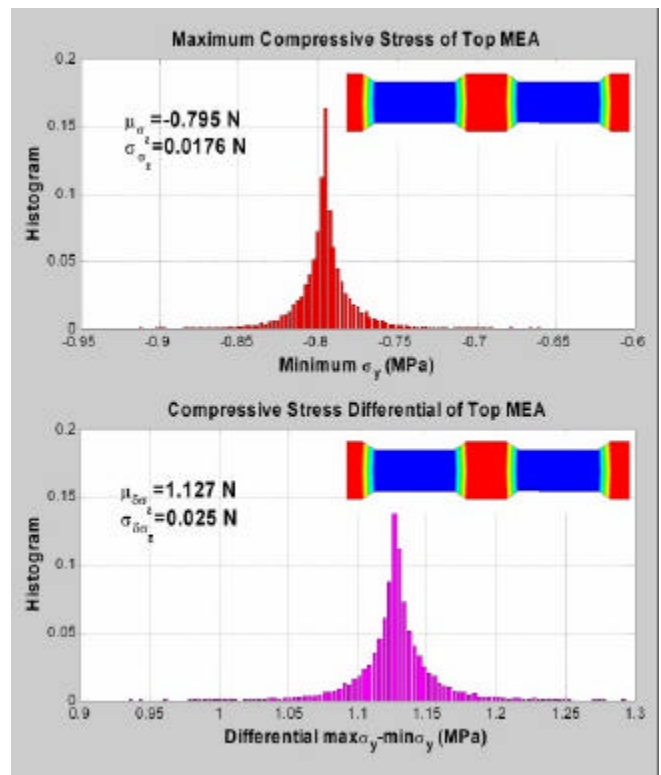 Maximum Compressive Stress of Top MEA
0.2
0.15
0.1
0.05
0
Histogram
μσz=-0.795 N
σσz=0.0176 N
-0.95 -0.9 -0.85 -0.8 -0.75 -0.7 -0.65 -0.6
Minimum σy (MPa)
Compressive Stress Differential of Top MEA
0.2
0.15
0.1
0.05
0
Histogram
μδσz=1.127 N
σδσz=0.025 N
0.9 0.95 1 1.05 1.1 1.15 1.2 1.25 1.3
Differential maxσy-minσy (MPa)